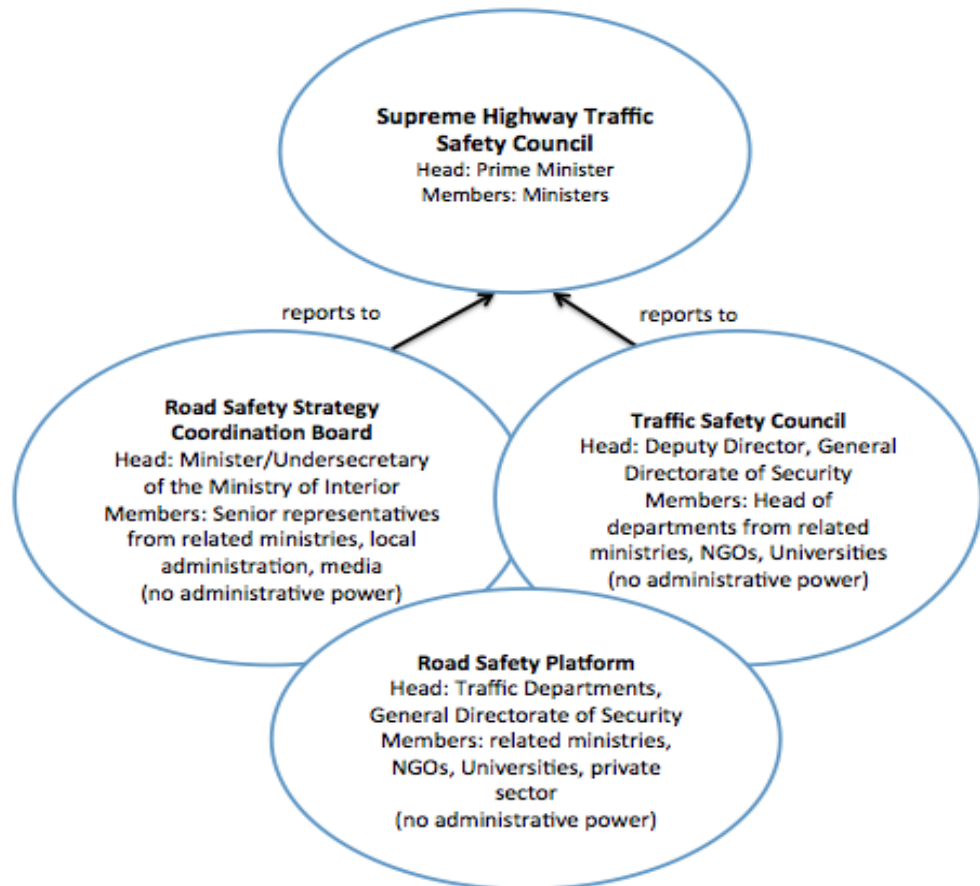 Supreme Highway Traffic
Safety Council
Head: Prime Minister
Members: Ministers
reports to
reports to
Road Safety Strategy
Coordination Board
Head: Minister/Undersecretary
of the Ministry of Interior
Members: Senior representatives
from related ministries, local
administration, media
(no administrative power)
Traffic Safety Council
Head: Deputy Director, General
Directorate of Security
Members: Head of
departments from related
ministries, NGOs, Universities
(no administrative power)
Road Safety Platform
Head: Traffic Departments,
General Directorate of Security
Members: related ministries,
NGOs, Universities, private
sector
(no administrative power)